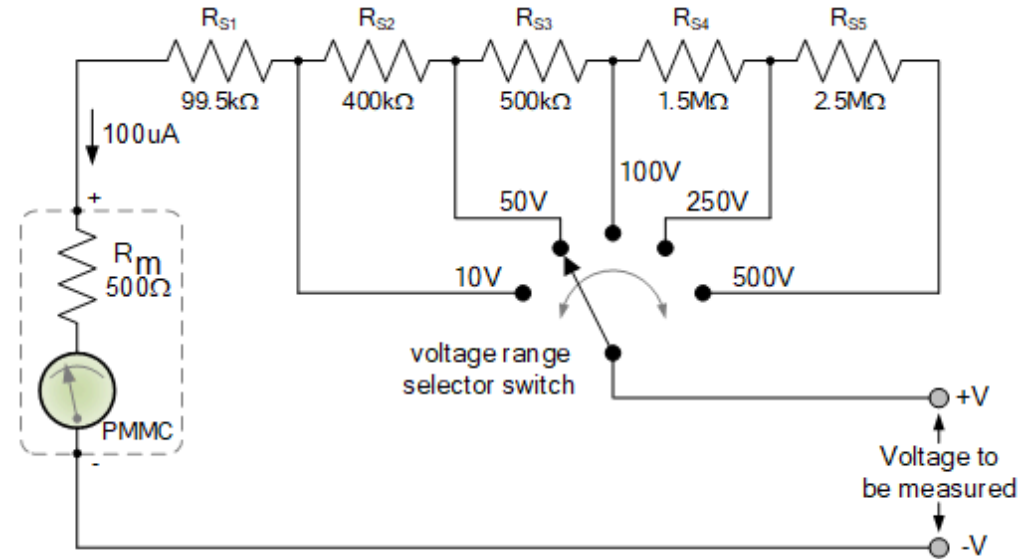 RS1 RS2 RS3 RS4 RS5
99.5kΩ 400kΩ 500kΩ 1.5MΩ 2.5MΩ
100uA
100V
+
50V 250V
Rm
500Ω
10V 500V
voltage range
selector switch
+V
PMMC
-
Voltage to
be measured
-V